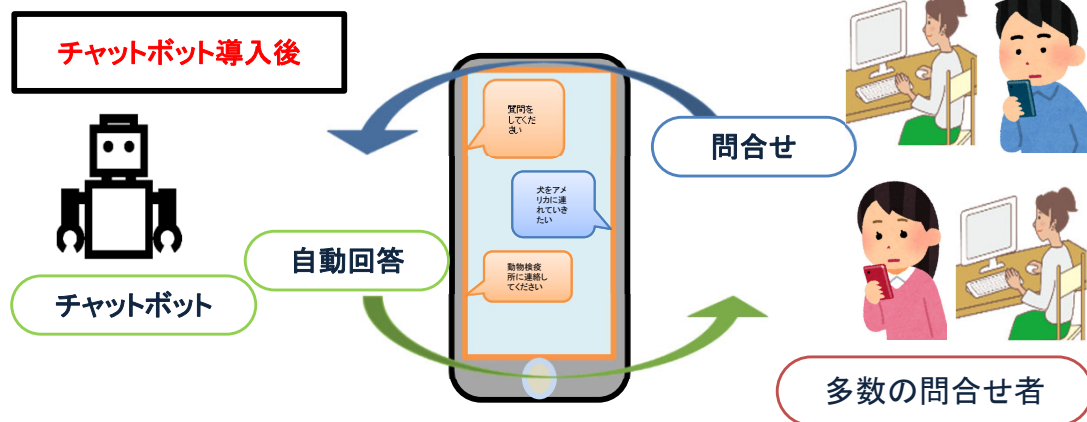 チャットボット導入後
質問を
してくだ
さい
問合せ
犬をアメ
リカに連
れていき
たい
自動回答
動物検疫
所に連絡し
てください
チャットボット
多数の問合せ者